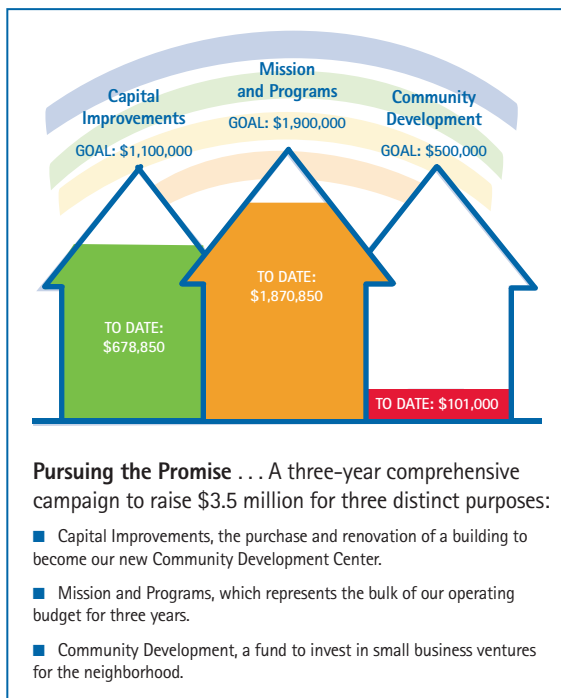 Capital
Improvements
GOAL: $1,100,000
Mission
and Programs
GOAL: $1,900,000
Community
Development
GOAL: $500,000
TO DATE:
$678,850
TO DATE:
$1,870,850
TO DATE: $101,000
Pursuing the Promise . . . A three-year comprehensive
campaign to raise $3.5 million for three distinct purposes:
■ Capital Improvements, the purchase and renovation of a building to
become our new Community Development Center.
■ Mission and Programs, which represents the bulk of our operating
budget for three years.
■ Community Development, a fund to invest in small business ventures
for the neighborhood.